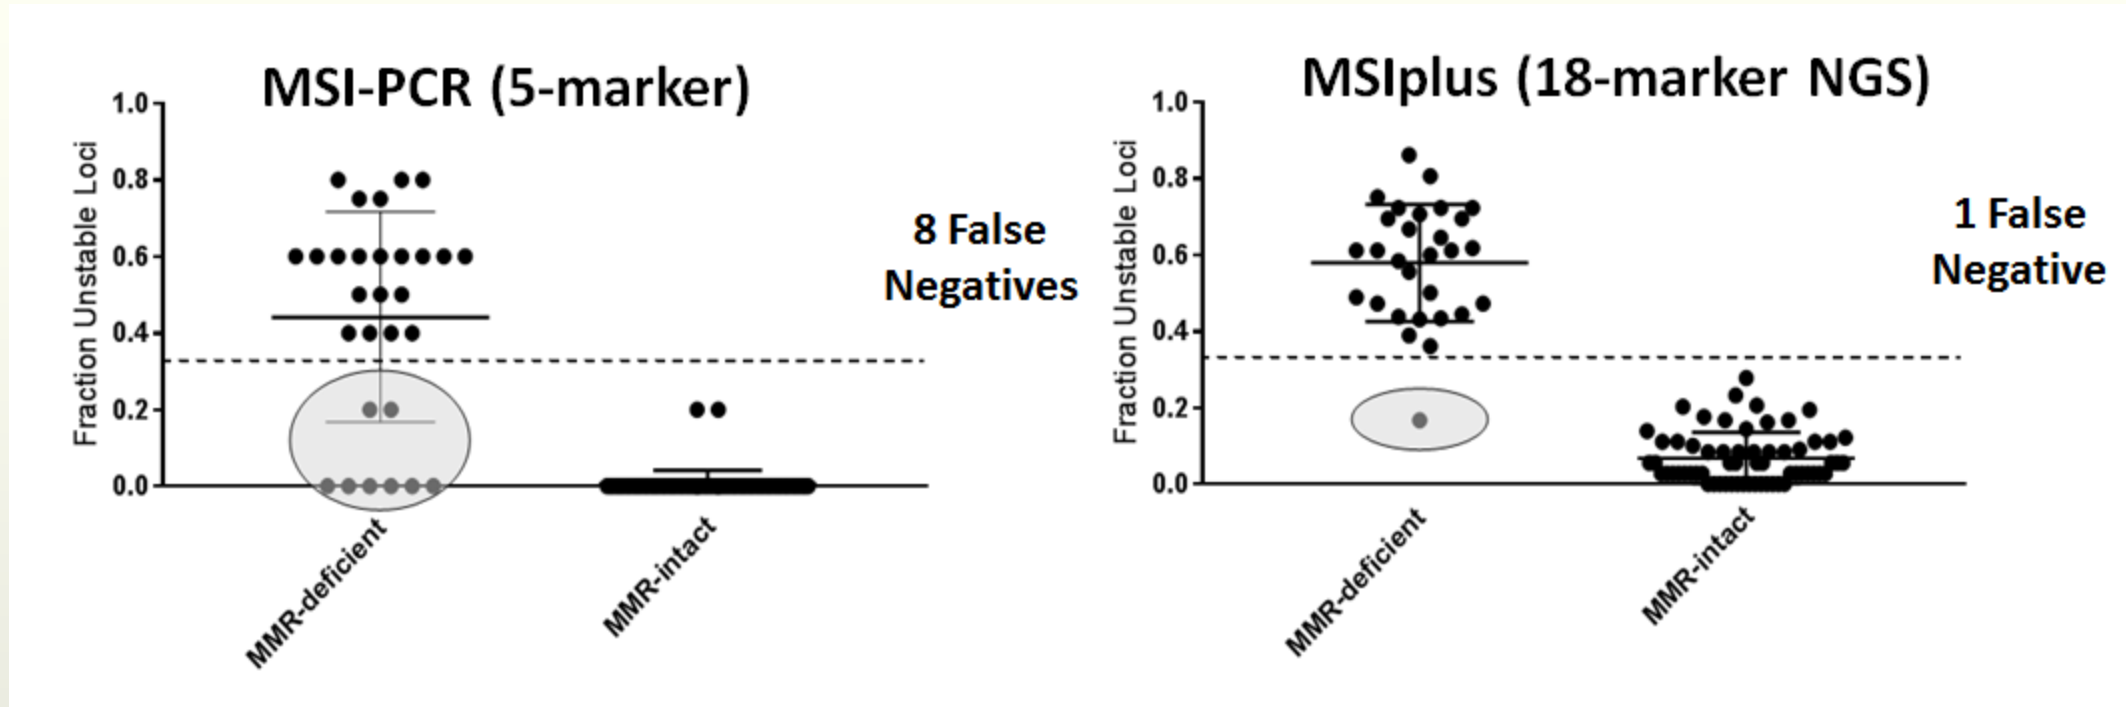 MSI-PCR (5-marker)
Fraction Unstable Loci
1.0
0.8
0.6
0.4
0.2
0.0
MMR-deficient
MMR-intact
8 False
Negatives
MSIplus (18-marker NGS)
Fraction Unstable Loci
1.0
0.8
0.6
0.4
0.2
0.0
MMR-deficient
MMR-intact
1 False
Negative